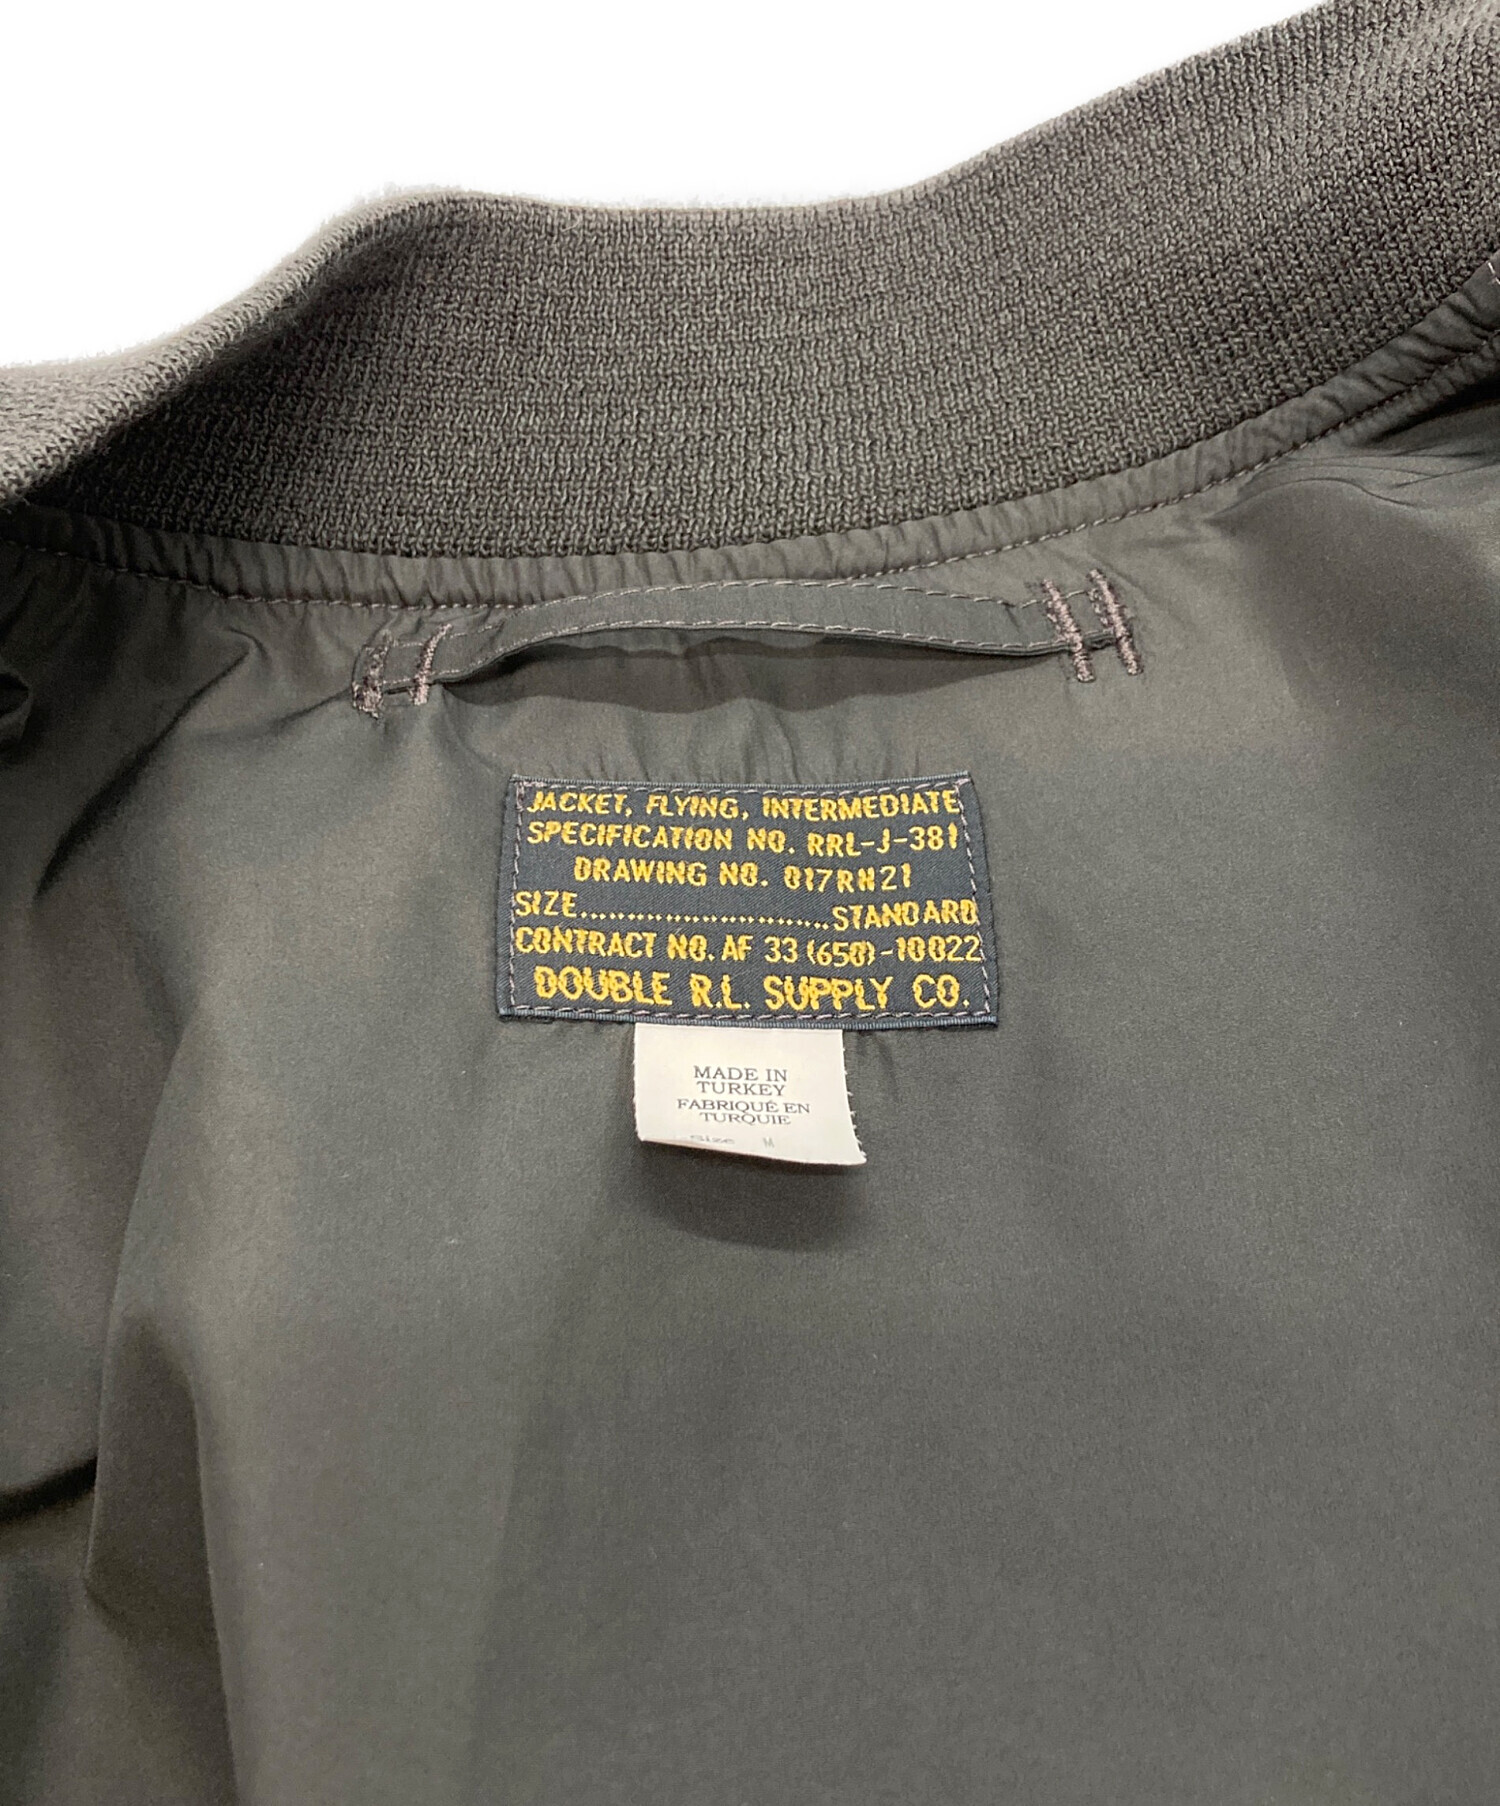 JACKET, FLYING, INTERMEDIATE
SPECIFICATION NO. RRL-J-381
DRAWING NO. 017RN21
SIZE...........................STANDARD
CONTRACT NO. AF 33 (650)-10022
DOUBLE R.L. SUPPLY CO.
MADE IN
TURKEY
FABRIQUÉ EN
TURQUIE
Size M